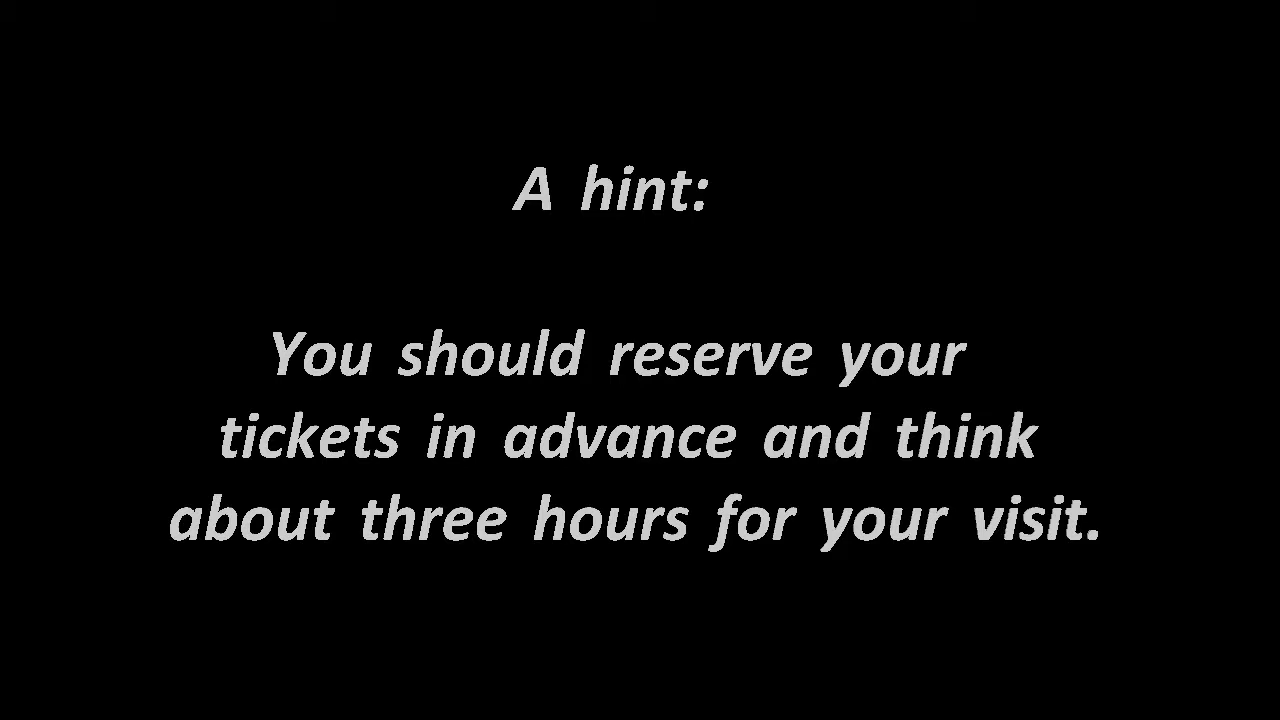 A hint:
You should reserve your
tickets in advance and think
about three hours for your visit.